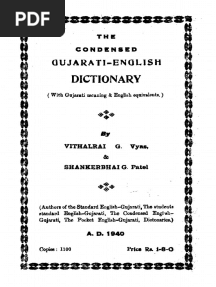 PDF
THE
CONDENSED
GUJARATI-ENGLISH
DICTIONARY
( With Gujarati meaning & English equivalents. )
By
VITHALRAI G. Vyas,
&
SHANKERBHAI G. Patel
(Authors of the Standard English-Gujarati, The students
standard English-Gujarati, The Condensed English-
Gujarati, The Pocket English-Gujarati, Dictionaries.)
A. D. 1940
Copies : 1100 Price Rs. 1-8-0